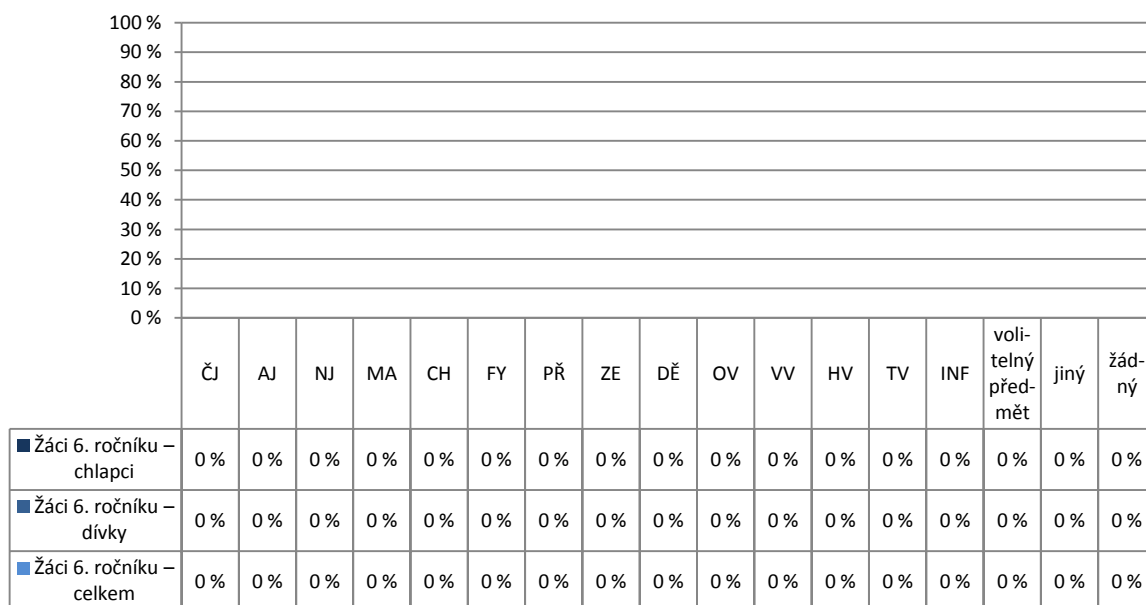 100 %
90 %
80 %
70 %
60 %
50 %
40 %
30 %
20 %
10 %
0 %
ČJ AJ NJ MA CH FY PŘ ZE DĚ OV VV HV TV INF
voli-
telný
před-
mět
jiný
žád-
ný
Žáci 6. ročníku –
chlapci
0 % 0 % 0 % 0 % 0 % 0 % 0 % 0 % 0 % 0 % 0 % 0 % 0 % 0 % 0 % 0 % 0 %
Žáci 6. ročníku –
dívky
0 % 0 % 0 % 0 % 0 % 0 % 0 % 0 % 0 % 0 % 0 % 0 % 0 % 0 % 0 % 0 % 0 %
Žáci 6. ročníku –
celkem
0 % 0 % 0 % 0 % 0 % 0 % 0 % 0 % 0 % 0 % 0 % 0 % 0 % 0 % 0 % 0 % 0 %